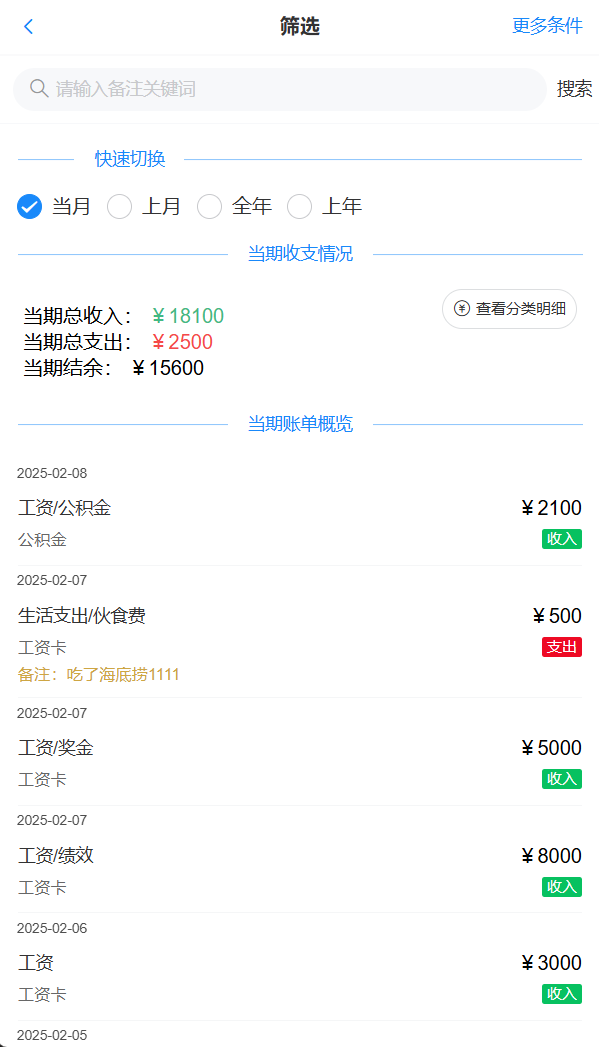 筛选 更多条件
请输入备注关键词 搜索
快速切换
当月 上月 全年 上年
当期收支情况
查看分类明细
当期总收入： ￥18100
当期总支出： ￥2500
当期结余： ￥15600
当期账单概览
2025-02-08
工资/公积金 ￥2100
公积金 收入
2025-02-07
生活支出/伙食费 ￥500
工资卡 支出
备注：吃了海底捞1111
2025-02-07
工资/奖金 ￥5000
工资卡 收入
2025-02-07
工资/绩效 ￥8000
工资卡 收入
2025-02-06
工资 ￥3000
工资卡 收入
2025-02-05